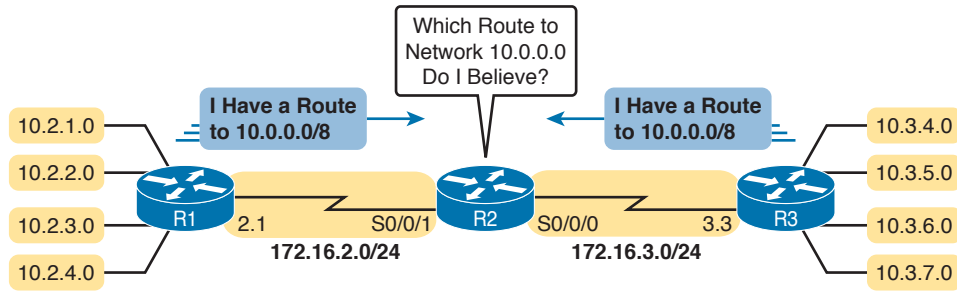 Which Route to
Network 10.0.0.0
Do I Believe?
I Have a Route
to 10.0.0.0/8
I Have a Route
to 10.0.0.0/8
10.2.1.0
10.2.2.0
10.2.3.0
10.2.4.0
R1
2.1
S0/0/1
172.16.2.0/24
R2
S0/0/0
3.3
172.16.3.0/24
R3
10.3.4.0
10.3.5.0
10.3.6.0
10.3.7.0